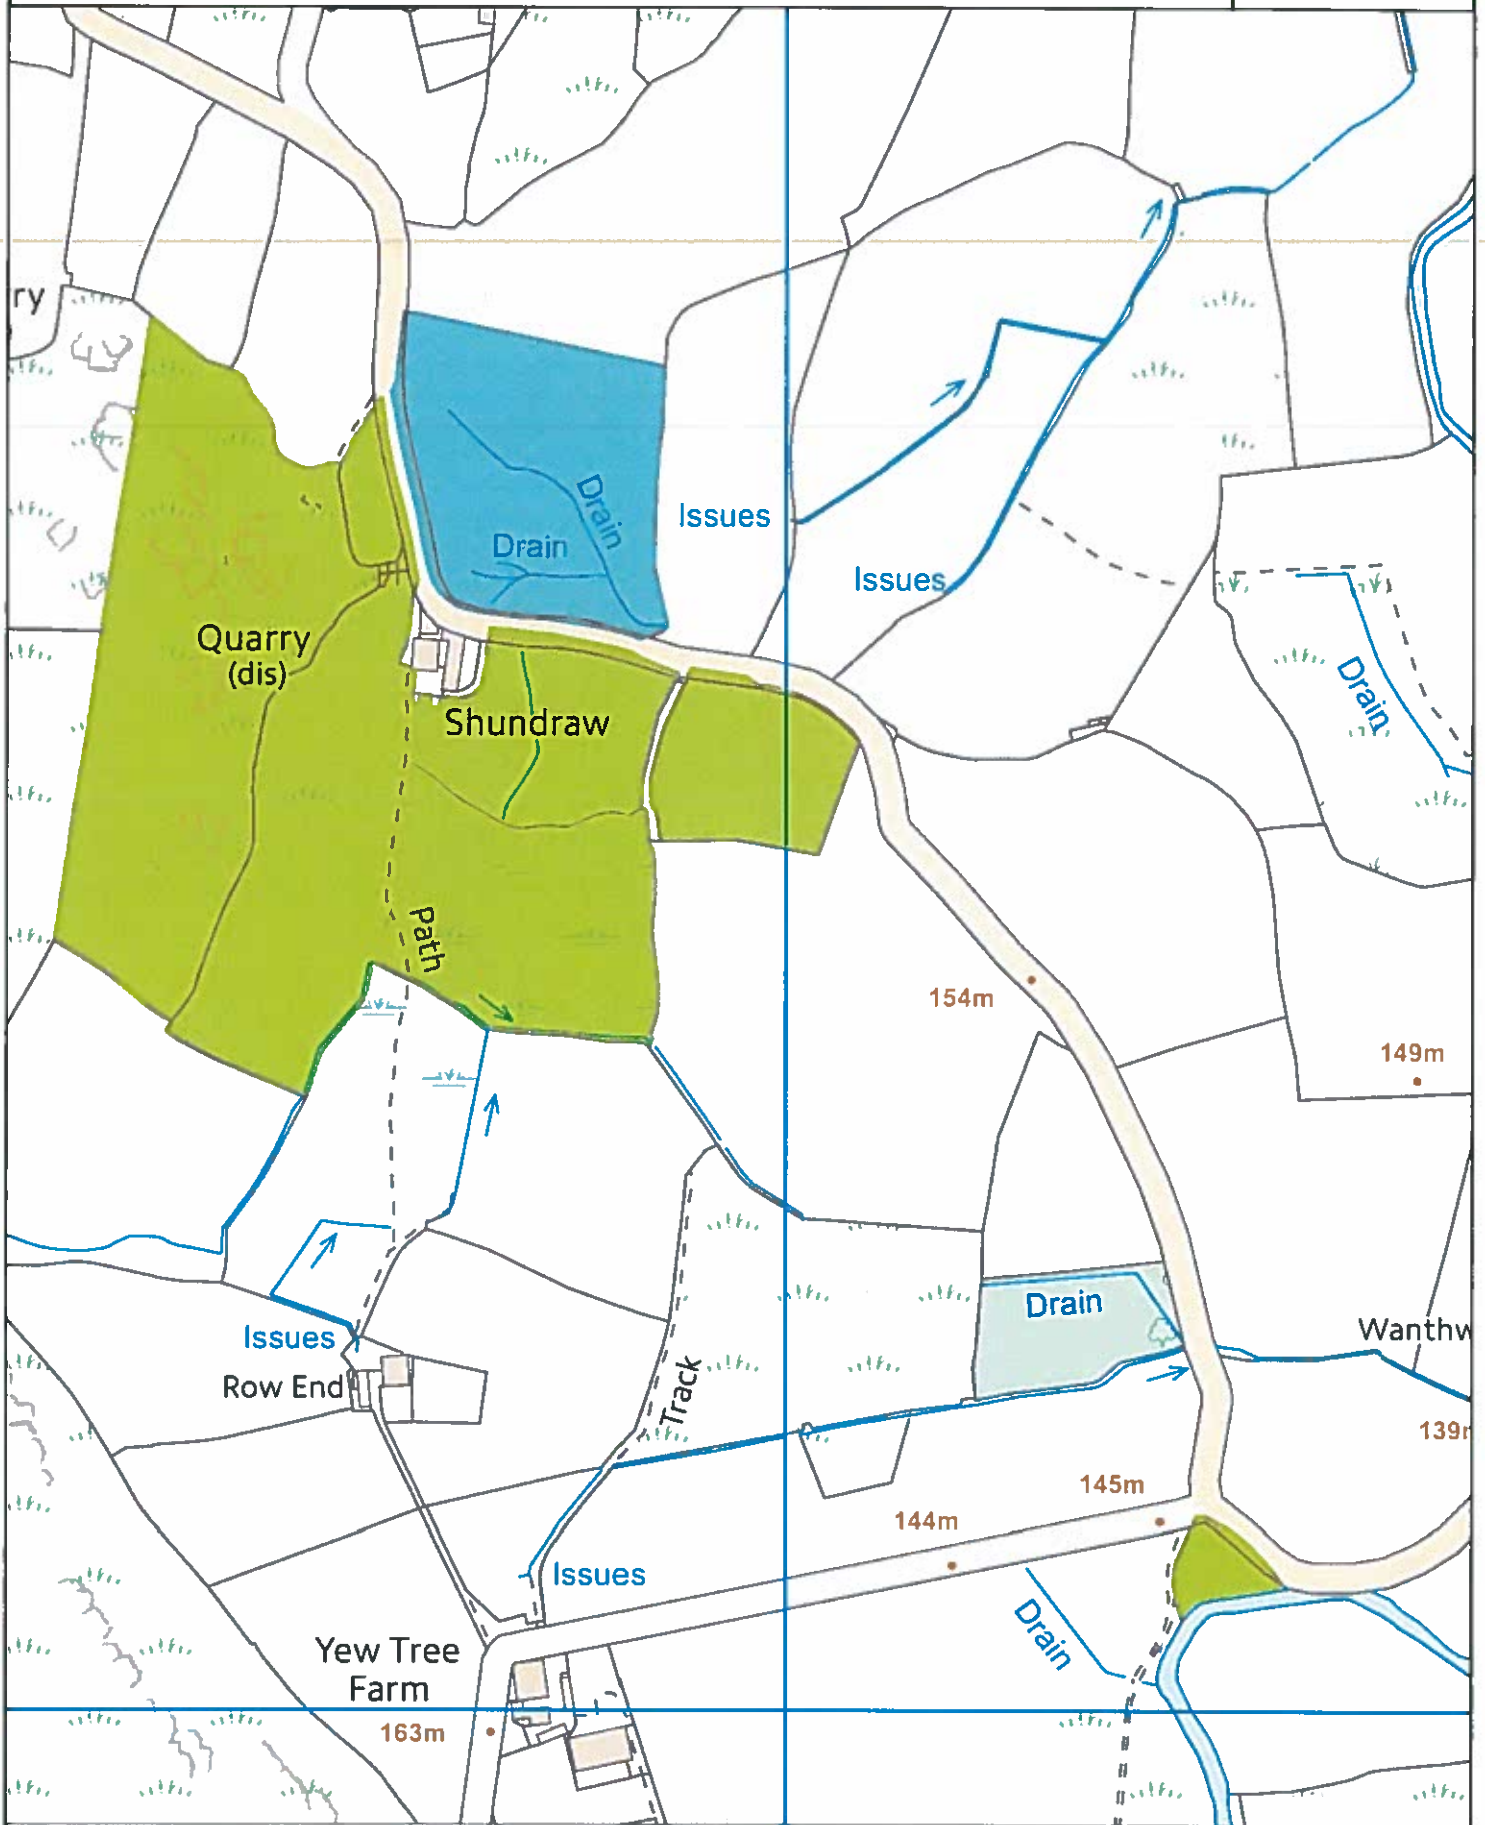 ry
Issues
Drain
Drain
Issues
Quarry
(dis)
Drain
Shundraw
Path
154m
149m
Drain
Issues
Wanthw
Row End
Track
139m
145m
144m
Issues
Drain
Yew Tree
Farm
163m